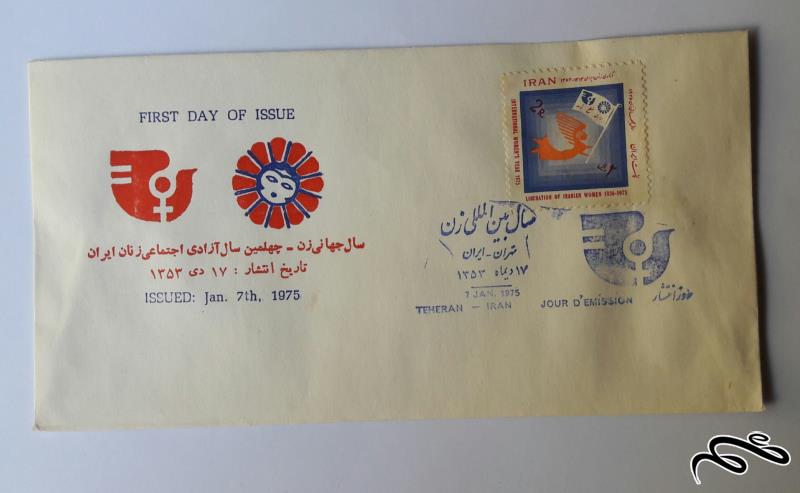 FIRST DAY OF ISSUE
سال جهانی زن - چهلمین سال آزادی اجتماعی زنان ایران
تاریخ انتشار : ۱۷ دی ۱۳۵۳
ISSUED: Jan. 7th, 1975
IRAN
INTERNATIONAL WOMEN'S YEAR 1975
LIBERATION OF IRANIAN WOMEN 1936-1975
سال بین المللی زن
تهران - ایران
۱۷ دیماه ۱۳۵۳
7 JAN. 1975
TEHERAN - IRAN
JOUR D'EMISSION
روز انتشار